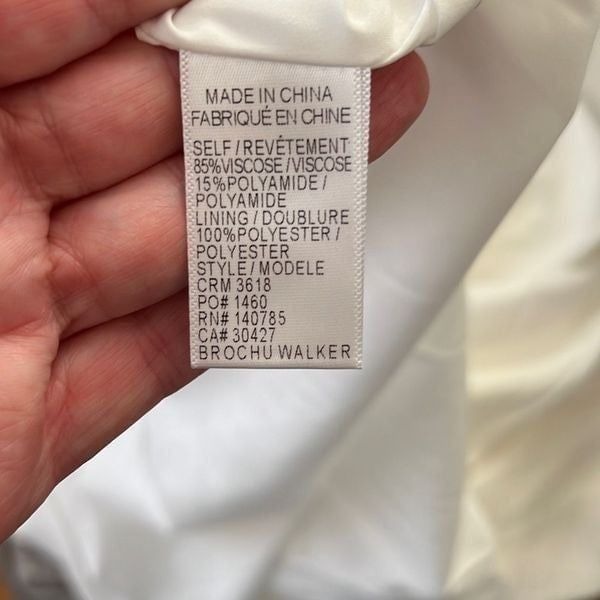 MADE IN CHINA
FABRIQUÉ EN CHINE
SELF/REVÉTEMENT
85%VISCOSE/VISCOSE
15%POLYAMIDE/
POLYAMIDE
LINING/DOUBLURE
100%POLYESTER/
POLYESTER
STYLE/MODELE
CRM 3618
PO# 1460
RN# 140785
CA# 30427
BROCHU WALKER